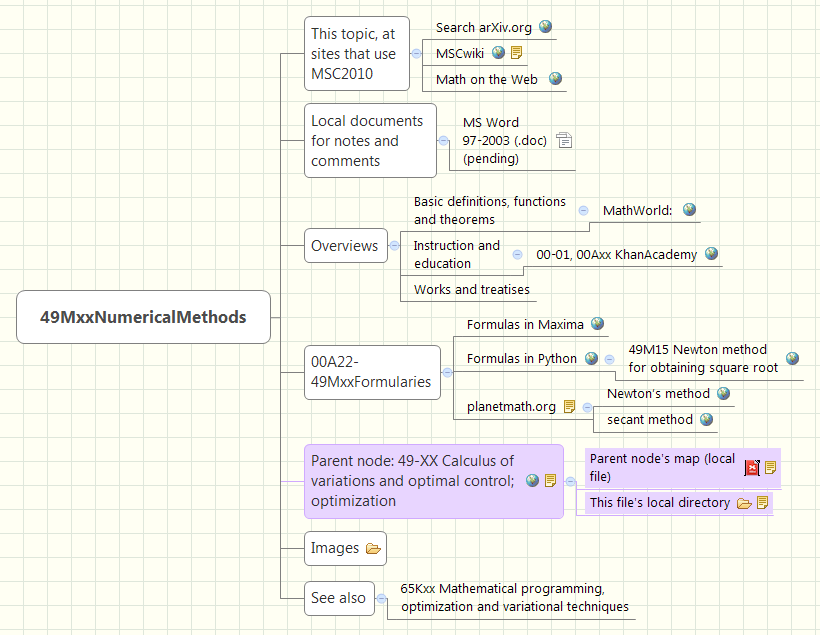 This topic, at
sites that use
MSC2010
Search arXiv.org
MSCwiki
Math on the Web
Local documents
for notes and
comments
MS Word
97-2003 (.doc)
(pending)
Overviews
Basic definitions, functions
and theorems
MathWorld:
Instruction and
education
00-01, 00Axx KhanAcademy
Works and treatises
49MxxNumericalMethods
00A22-
49MxxFormularies
Formulas in Maxima
Formulas in Python
49M15 Newton method
for obtaining square root
planetmath.org
Newton's method
secant method
Parent node: 49-XX Calculus of
variations and optimal control;
optimization
Parent node's map (local
file)
This file's local directory
Images
See also
65Kxx Mathematical programming,
optimization and variational techniques